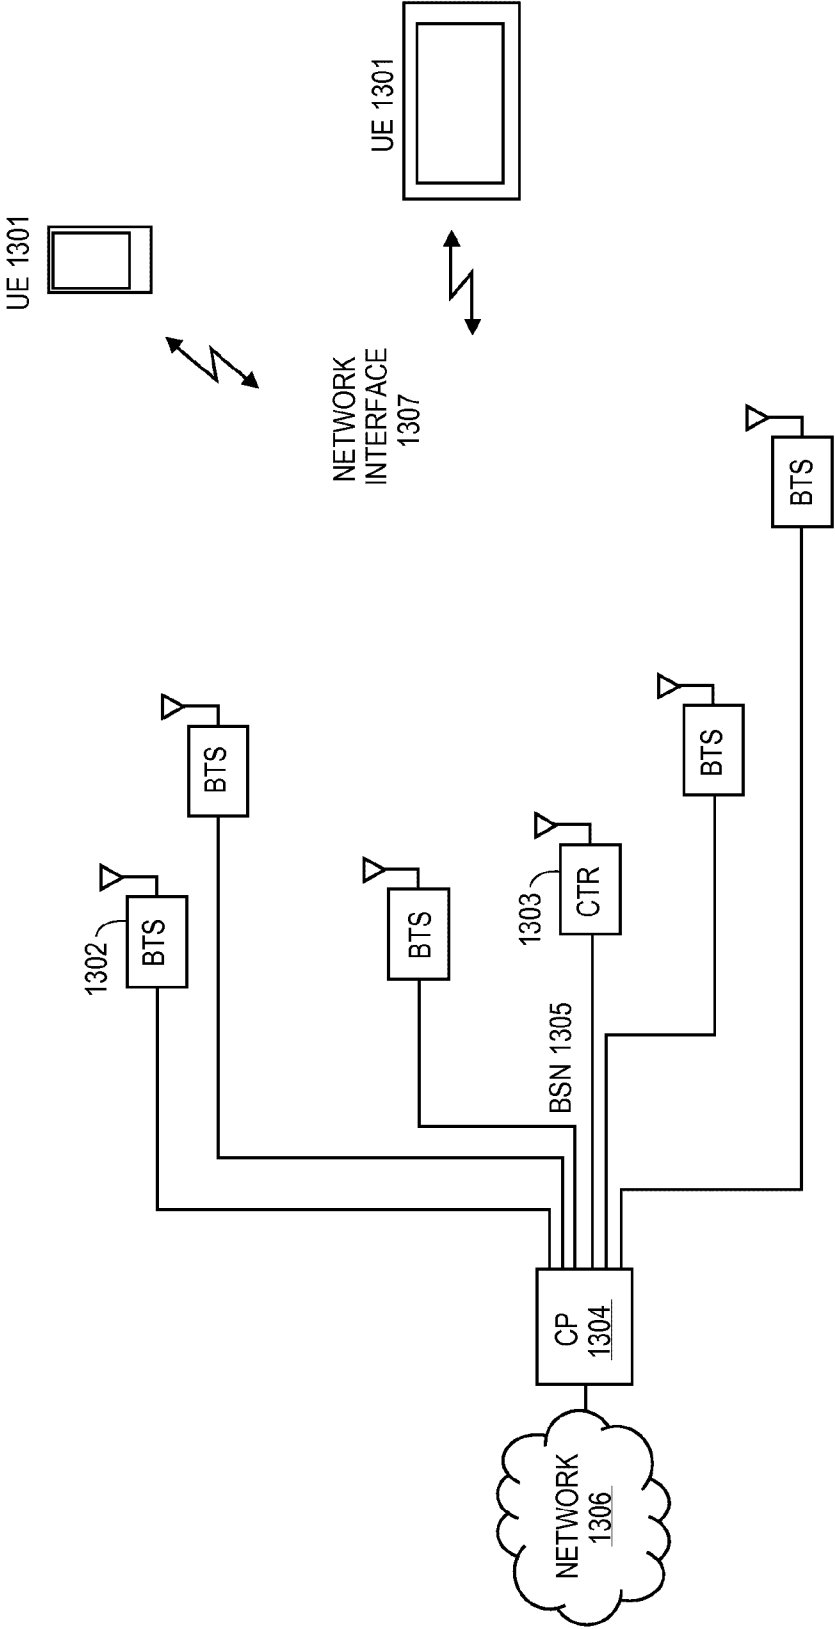 UE 1301
UE 1301
NETWORK
INTERFACE
1307
1302
BTS
BTS
BTS
1303
CTR
BTS
BTS
BSN 1305
CP
1304
NETWORK
1306